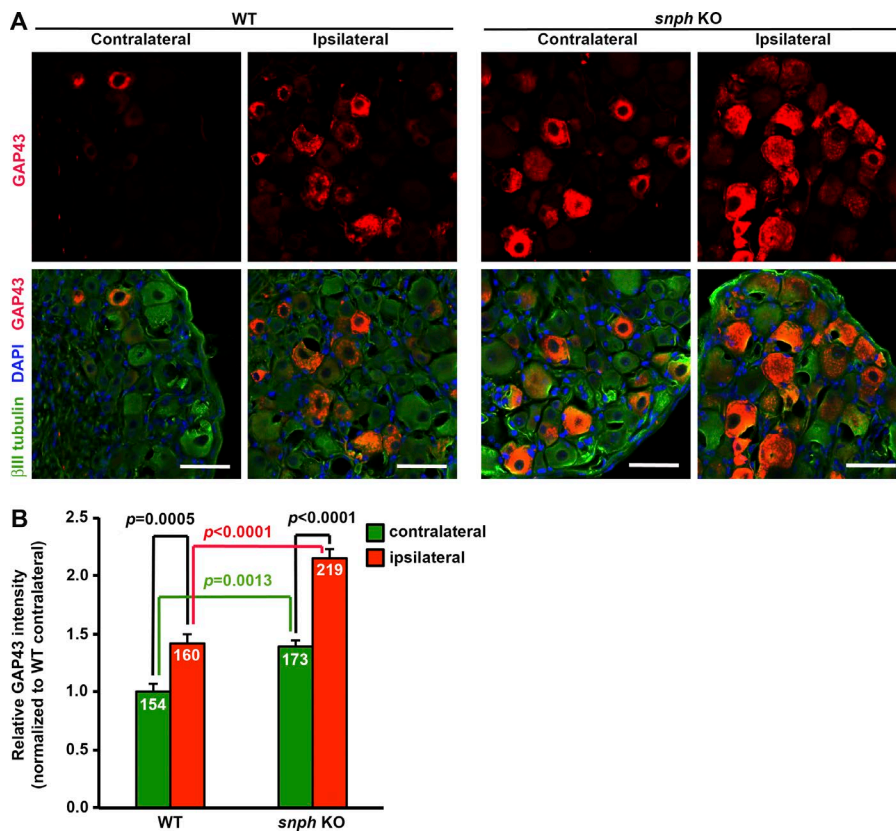 A
WT
snph KO
Contralateral
Ipsilateral
Contralateral
Ipsilateral
GAP43
βIII tubulin DAPI GAP43
B
Relative GAP43 intensity
(normalized to WT contralateral)
2.5
2.0
1.5
1.0
0.5
0.0
p=0.0005
p<0.0001
p<0.0001
p=0.0013
contralateral
ipsilateral
154
160
173
219
WT
snph KO